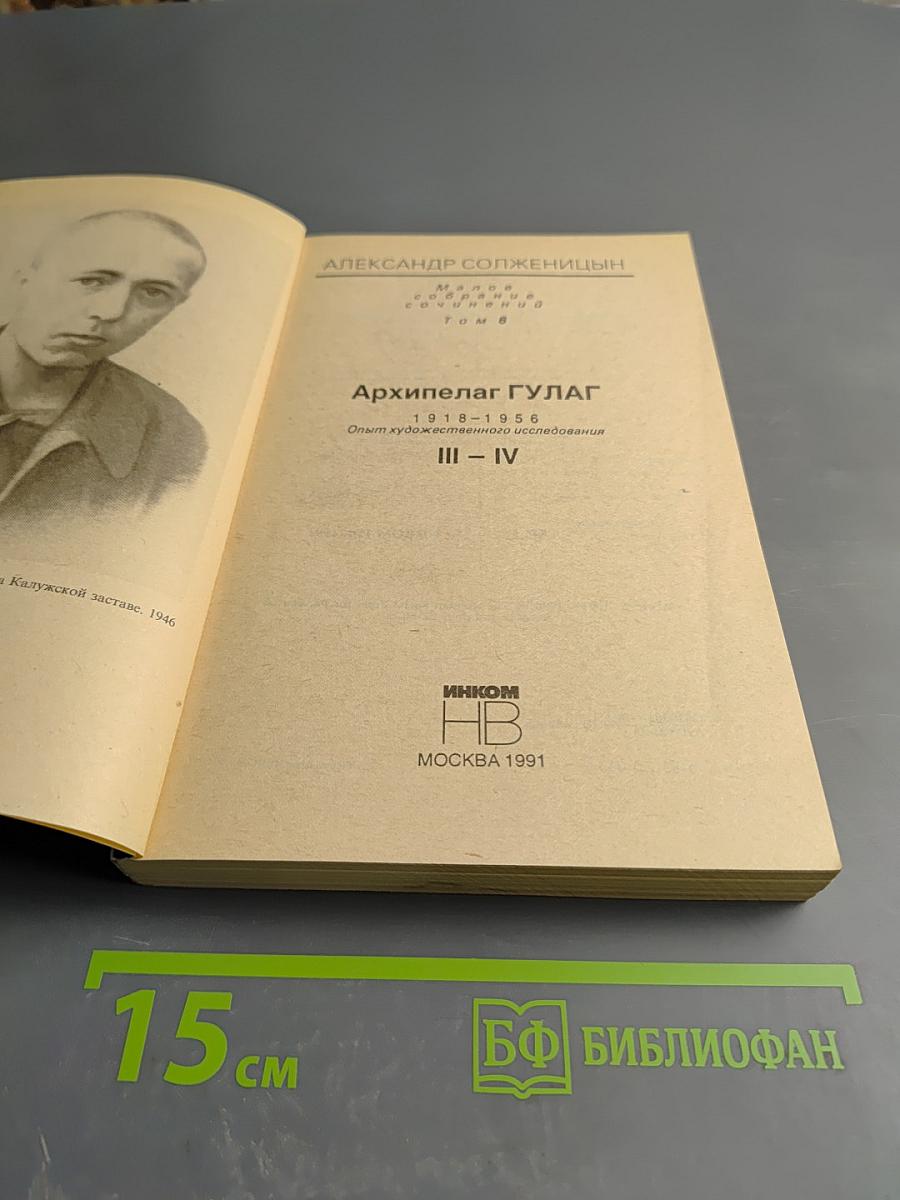 АЛЕКСАНДР СОЛЖЕНИЦЫН
Малое
собрание
сочинений
Том 6
Архипелаг ГУЛАГ
1918–1956
Опыт художественного исследования
III – IV
Калужской заставе. 1946
ИНКОМ
НВ
МОСКВА 1991
15 см
БФ БИБЛИОФАН